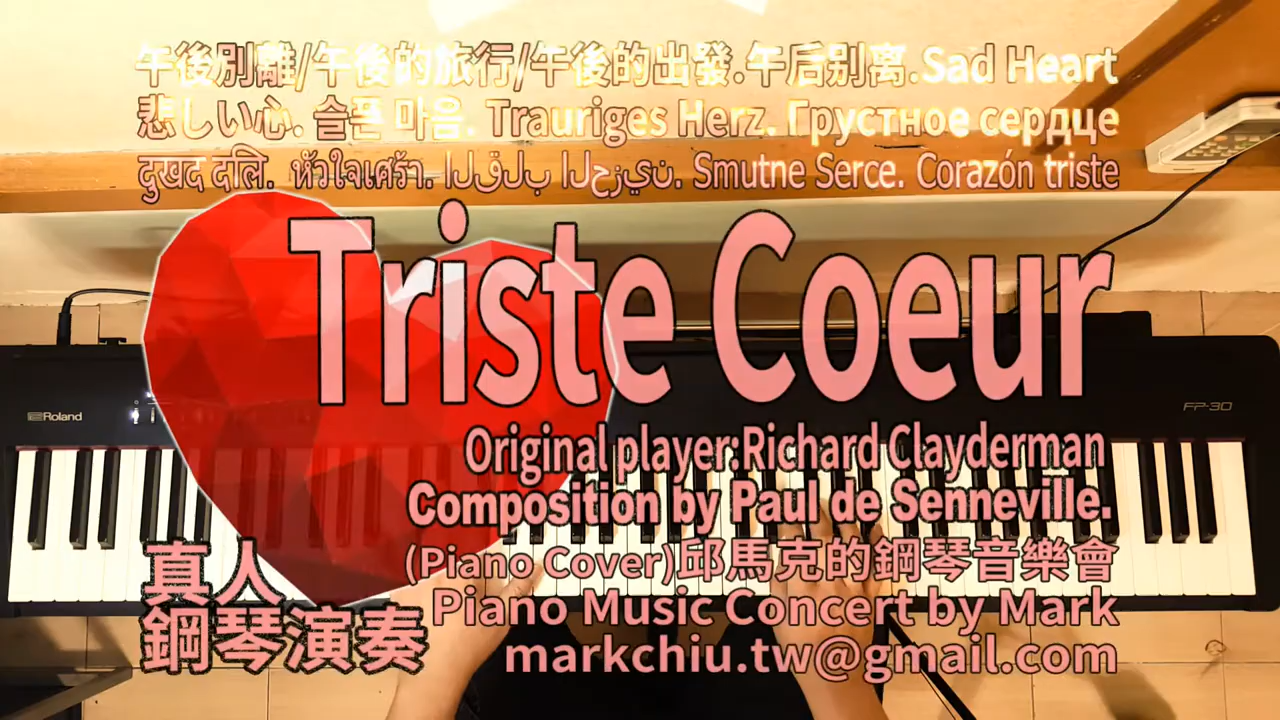 午後別離/午後的旅行/午後的出發.午后别离.Sad Heart
悲しい心. 슬픈 마음. Trauriges Herz. Грустное сердце
दुखद दलि. หัวใจเศร้า. القلب الحزين. Smutne Serce. Corazón triste
Triste Coeur
Roland
FP-30
Original player:Richard Clayderman
Composition by Paul de Senneville.
(Piano Cover)邱馬克的鋼琴音樂會
真人
鋼琴演奏
Piano Music Concert by Mark
markchiu.tw@gmail.com